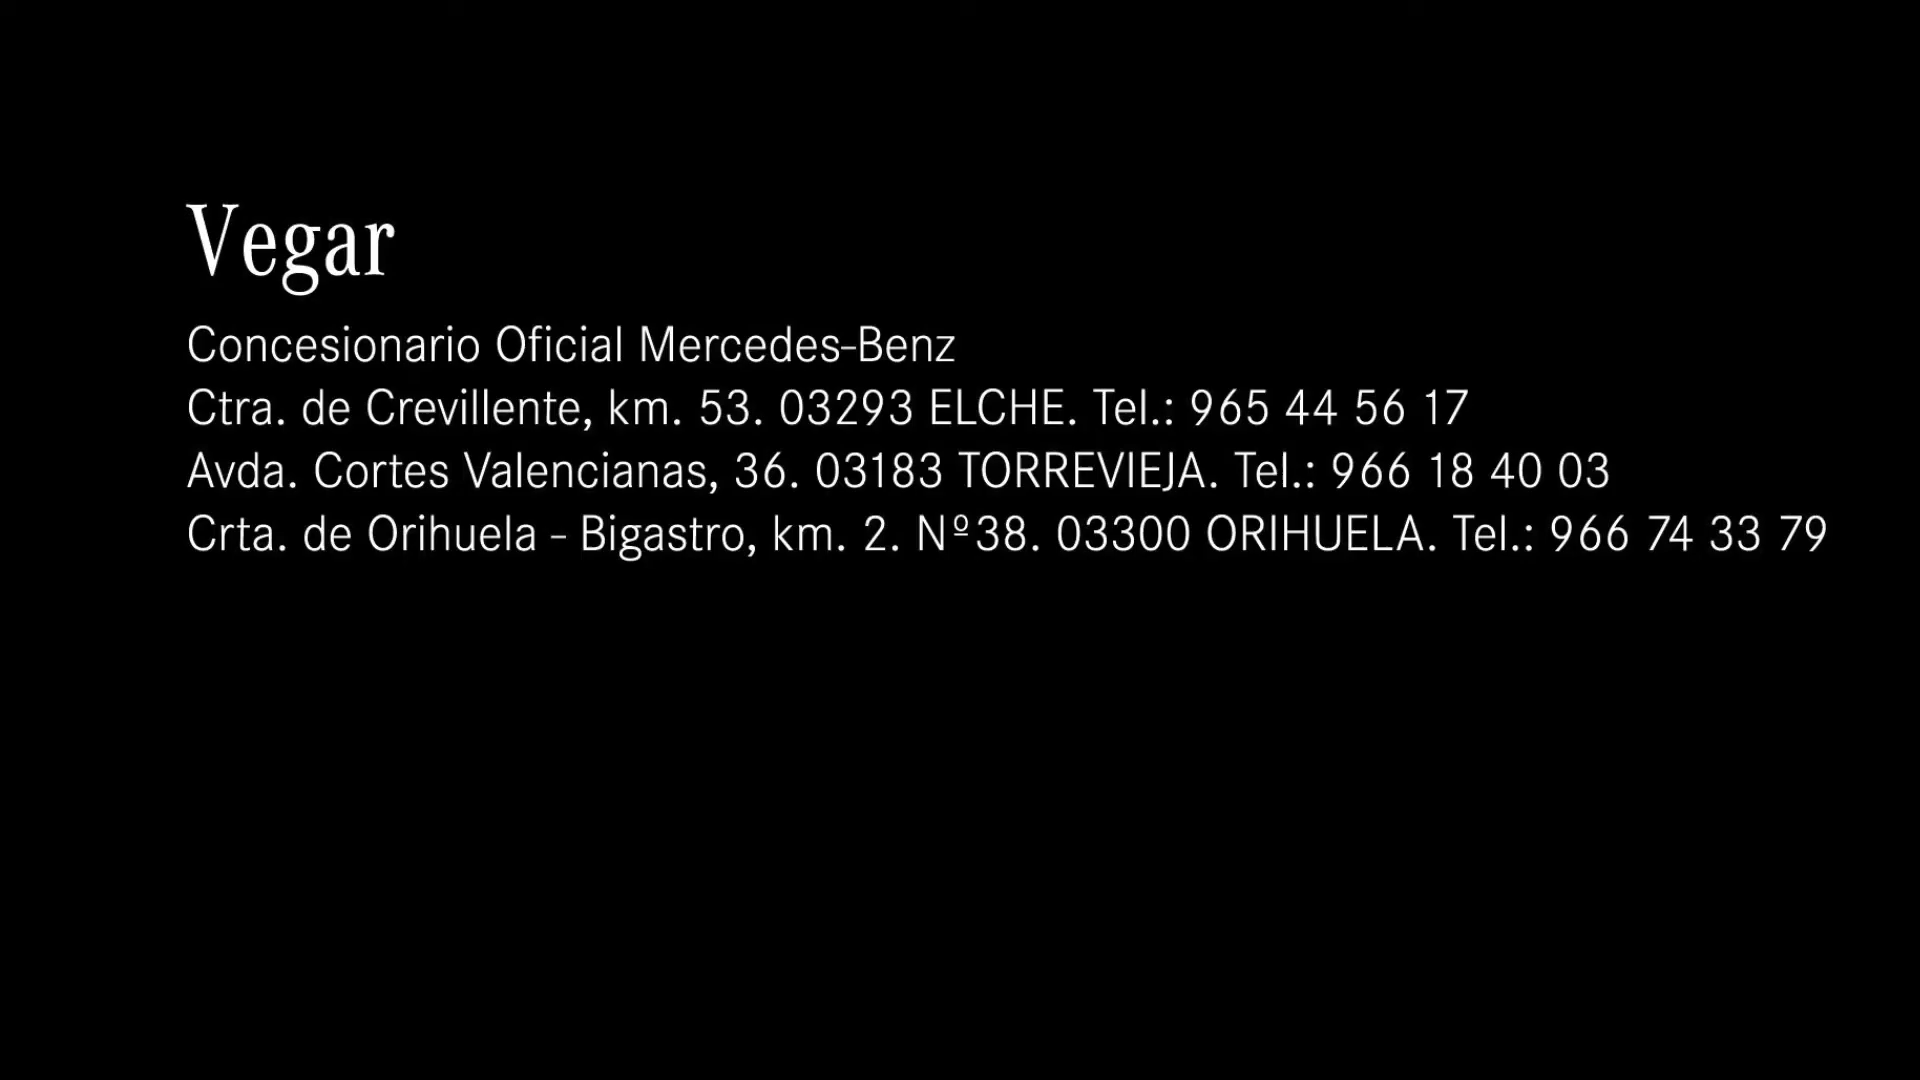 Vegar
Concesionario Oficial Mercedes-Benz
Ctra. de Crevillente, km. 53. 03293 ELCHE. Tel.: 965 44 56 17
Avda. Cortes Valencianas, 36. 03183 TORREVIEJA. Tel.: 966 18 40 03
Crta. de Orihuela - Bigastro, km. 2. Nº38. 03300 ORIHUELA. Tel.: 966 74 33 79